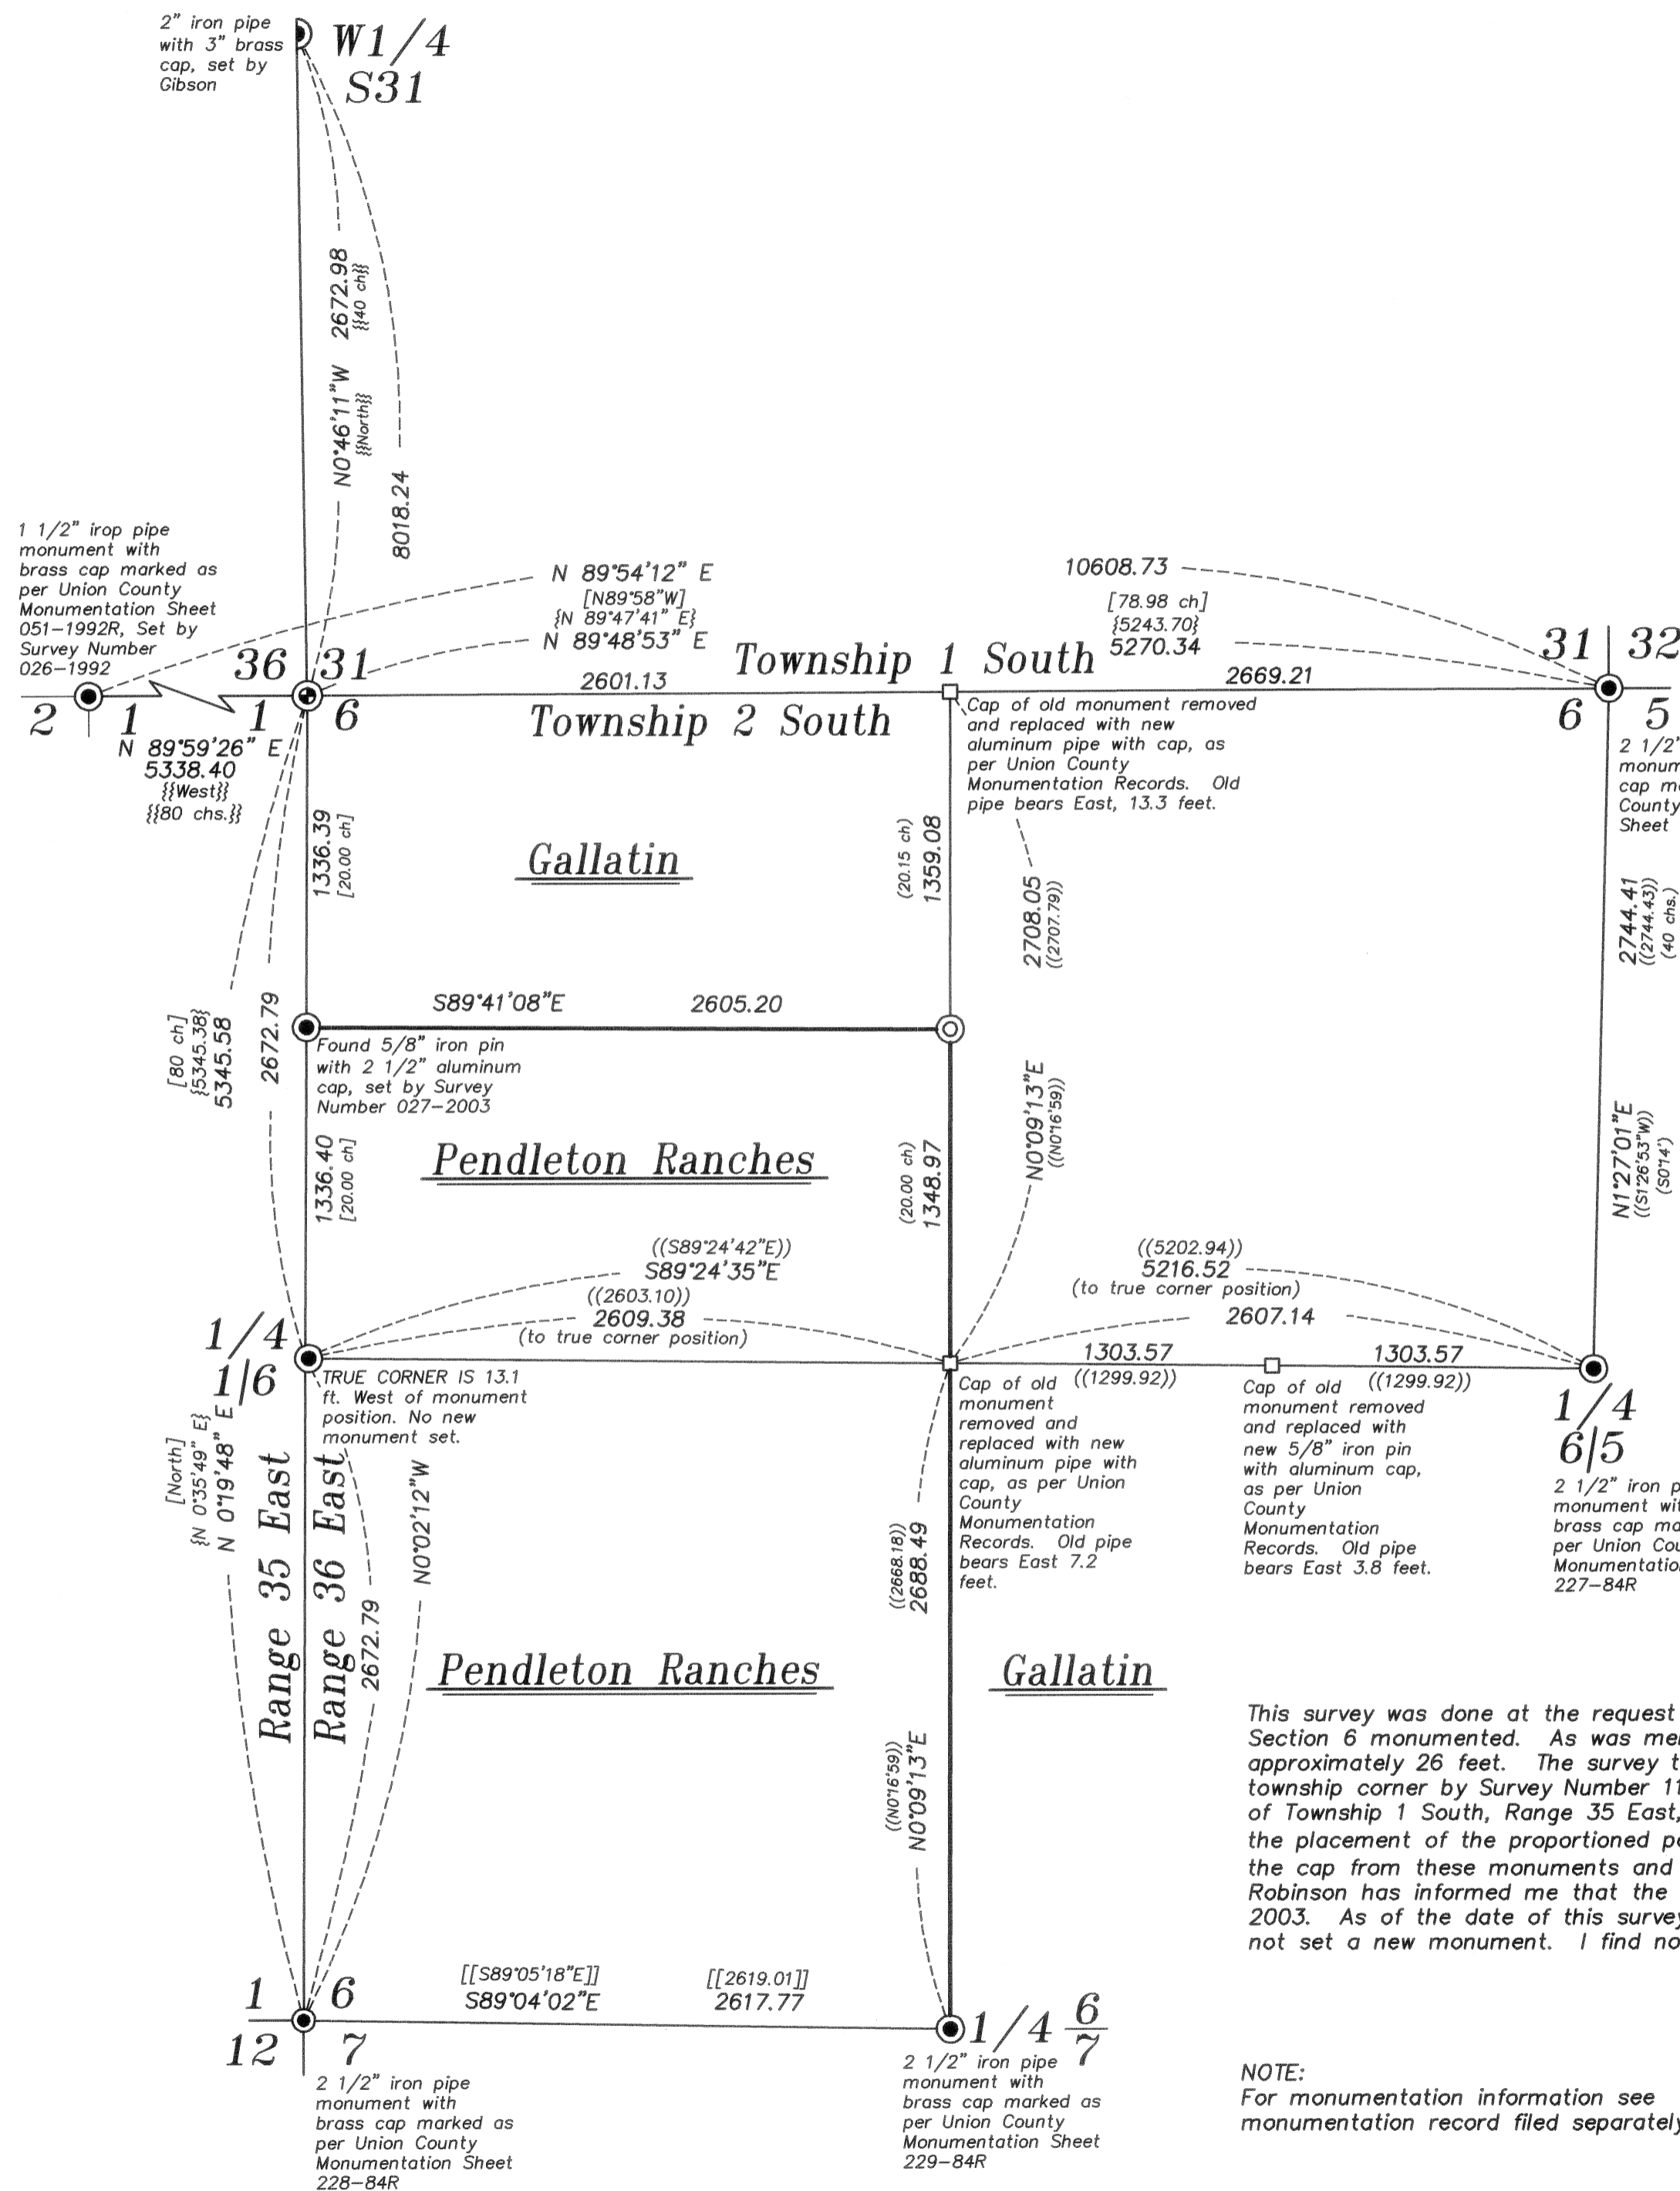 2" iron pipe
with 3" brass
cap, set by
Gibson
W1/4
S31
2672.98
{{40 ch}}
N0°46'11"W
{{North}}
8018.24
1 1/2" irop pipe
monument with
brass cap marked as
per Union County
Monumentation Sheet
051-1992R, Set by
Survey Number
026-1992
N 89°54'12" E
[N89°58"W]
{N 89°47'41" E}
N 89°48'53" E
10608.73
[78.98 ch]
{5243.70}
5270.34
36 31
31 32
Township 1 South
2601.13
2669.21
2 1
1 6
Township 2 South
6 5
N 89°59'26" E
5338.40
{{West}}
{{80 chs.}}
Cap of old monument removed
and replaced with new
aluminum pipe with cap, as
per Union County
Monumentation Records. Old
pipe bears East, 13.3 feet.
2 1/2"
County
Sheet
1336.39
[20.00 ch]
Gallatin
(20.15 ch)
1359.08
2708.05
((2707.79))
2744.41
((2744.43))
(40 chs.)
S89°41'08"E 2605.20
[80 ch]
{5345.38}
5345.58
2672.79
Found 5/8" iron pin
with 2 1/2" aluminum
cap, set by Survey
Number 027-2003
1336.40
[20.00 ch]
Pendleton Ranches
(20.00 ch)
1348.97
N0°09'13"E
((N0°16'59))
N1°27'01"E
((S1°26'53"W))
(S0°14')
((S89°24'42"E))
S89°24'35"E
((2603.10))
2609.38
(to true corner position)
((5202.94))
5216.52
(to true corner position)
2607.14
1/4
1|6
1303.57
((1299.92))
1303.57
((1299.92))
TRUE CORNER IS 13.1
ft. West of monument
position. No new
monument set.
Cap of old
monument
removed and
replaced with new
aluminum pipe with
cap, as per Union
County
Monumentation
Records. Old pipe
bears East 7.2
feet.
Cap of old
monument removed
and replaced with
new 5/8" iron pin
with aluminum cap,
as per Union
County
Monumentation
Records. Old pipe
bears East 3.8 feet.
1/4
6|5
2 1/2" iron
monument
brass cap
per Union
227-84R
[North]
{N 0°35'49" E}
N 0°19'48" E
Range 35 East
Range 36 East
2672.79
N0°02'12"W
((2668.18))
2688.49
Pendleton Ranches
Gallatin
((N0°16'59))
N0°09'13"E
This survey was done at the request
Section 6 monumented. As was
approximately 26 feet. The survey
township corner by Survey Number
of Township 1 South, Range 35 East,
the placement of the proportioned
the cap from these monuments and
Robinson has informed me that the
2003. As of the date of this survey
not set a new monument. I find
1 6
12 7
[[S89°05'18"E]] [[2619.01]]
S89°04'02"E 2617.77
1/4 6
7
2 1/2" iron pipe
monument with
brass cap marked as
per Union County
Monumentation Sheet
228-84R
2 1/2" iron pipe
monument with
brass cap marked as
per Union County
Monumentation Sheet
229-84R
NOTE:
For monumentation information see
monumentation record filed separately